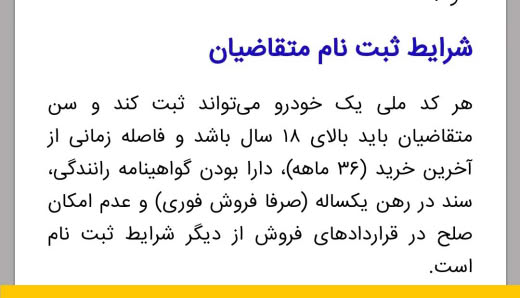 شرایط ثبت نام متقاضیان
هر کد ملی یک خودرو می‌تواند ثبت کند و سن
متقاضیان باید بالای ۱۸ سال باشد و فاصله زمانی از
آخرین خرید (۳۶ ماهه)، دارا بودن گواهینامه رانندگی،
سند در رهن یکساله (صرفا فروش فوری) و عدم امکان
صلح در قراردادهای فروش از دیگر شرایط ثبت نام
است.